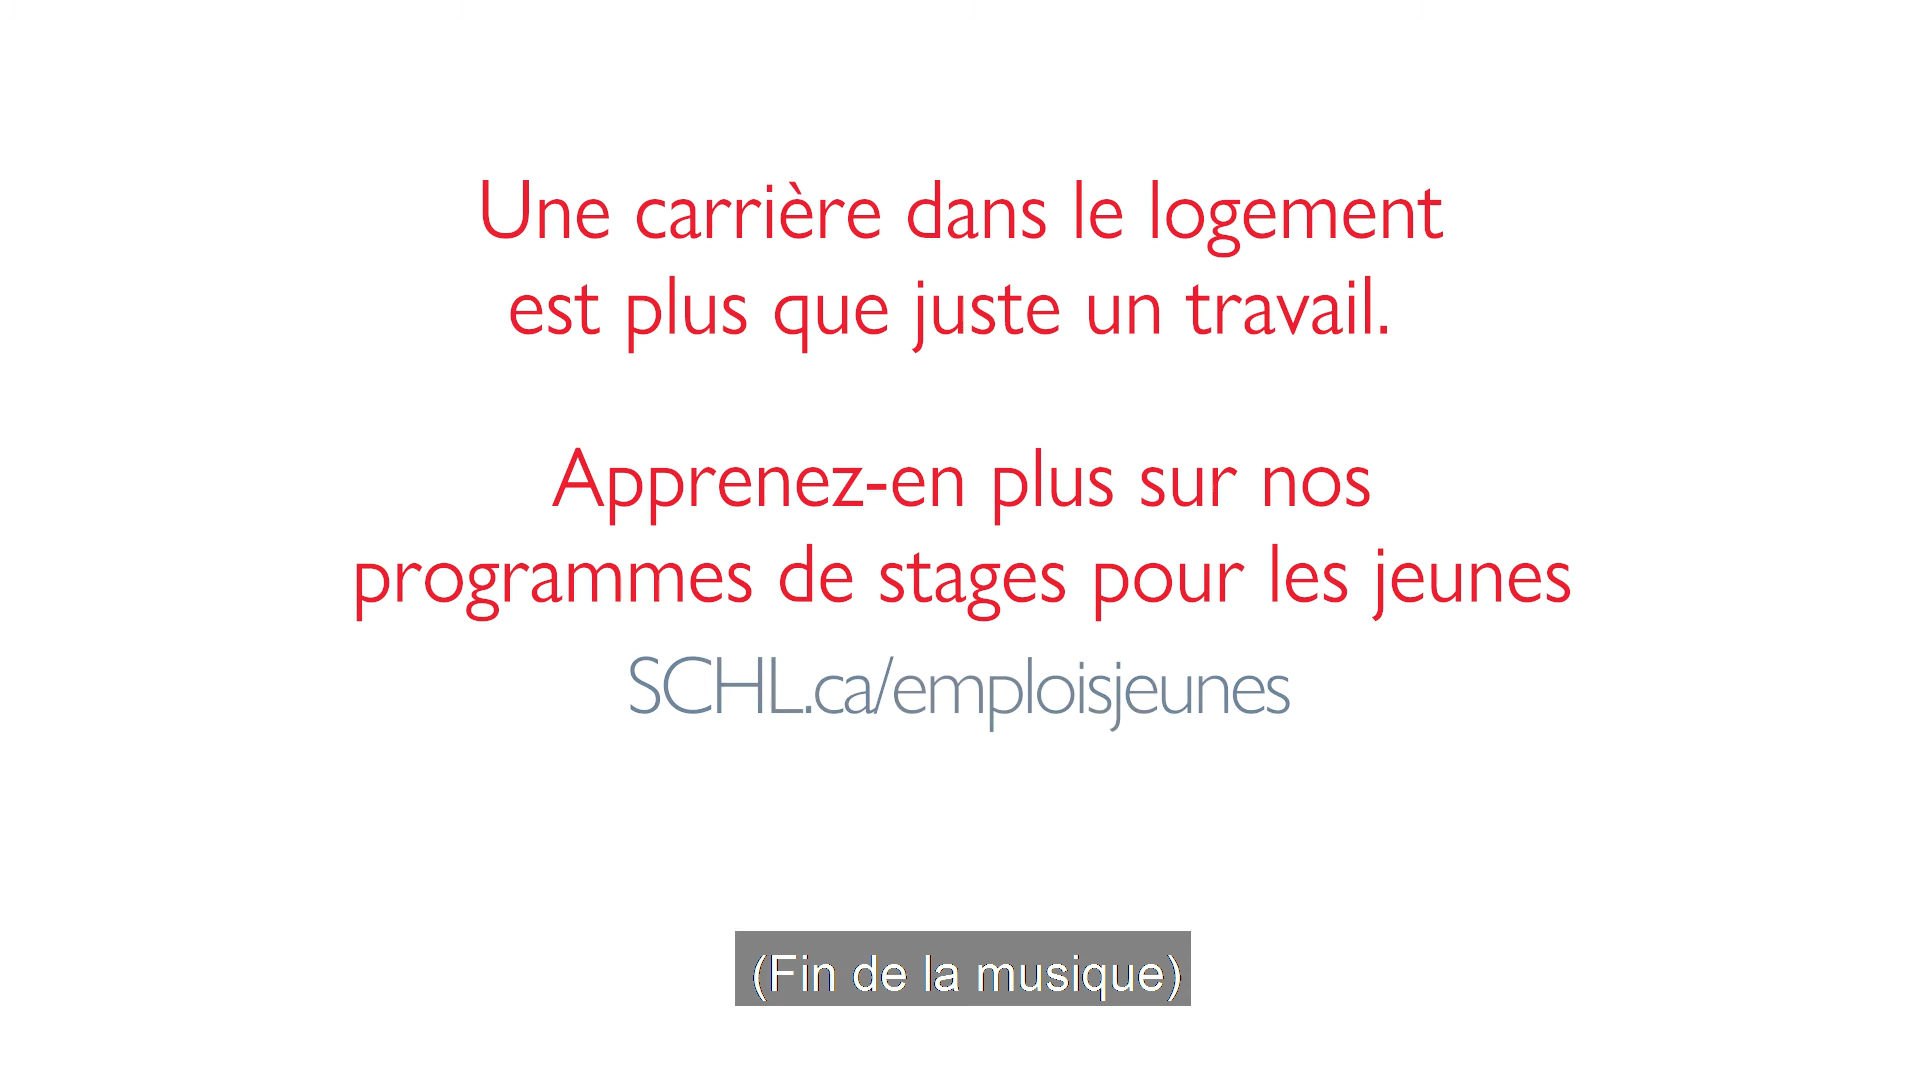 Une carrière dans le logement
est plus que juste un travail.
Apprenez-en plus sur nos
programmes de stages pour les jeunes
SCHL.ca/emploisjeunes
(Fin de la musique)